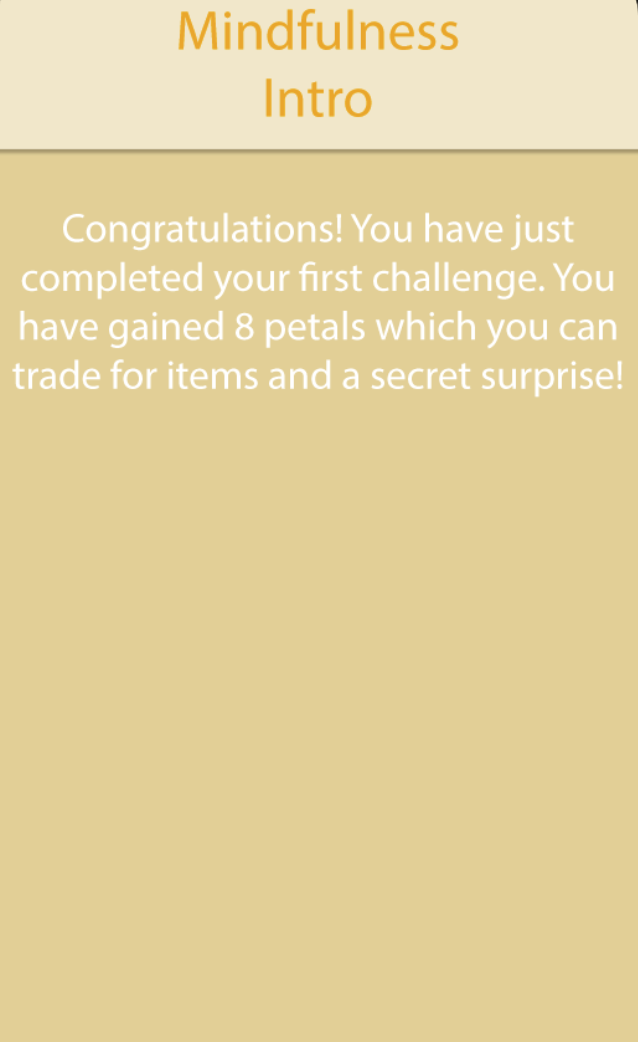 Mindfulness
Intro
Congratulations! You have just
completed your first challenge. You
have gained 8 petals which you can
trade for items and a secret surprise!